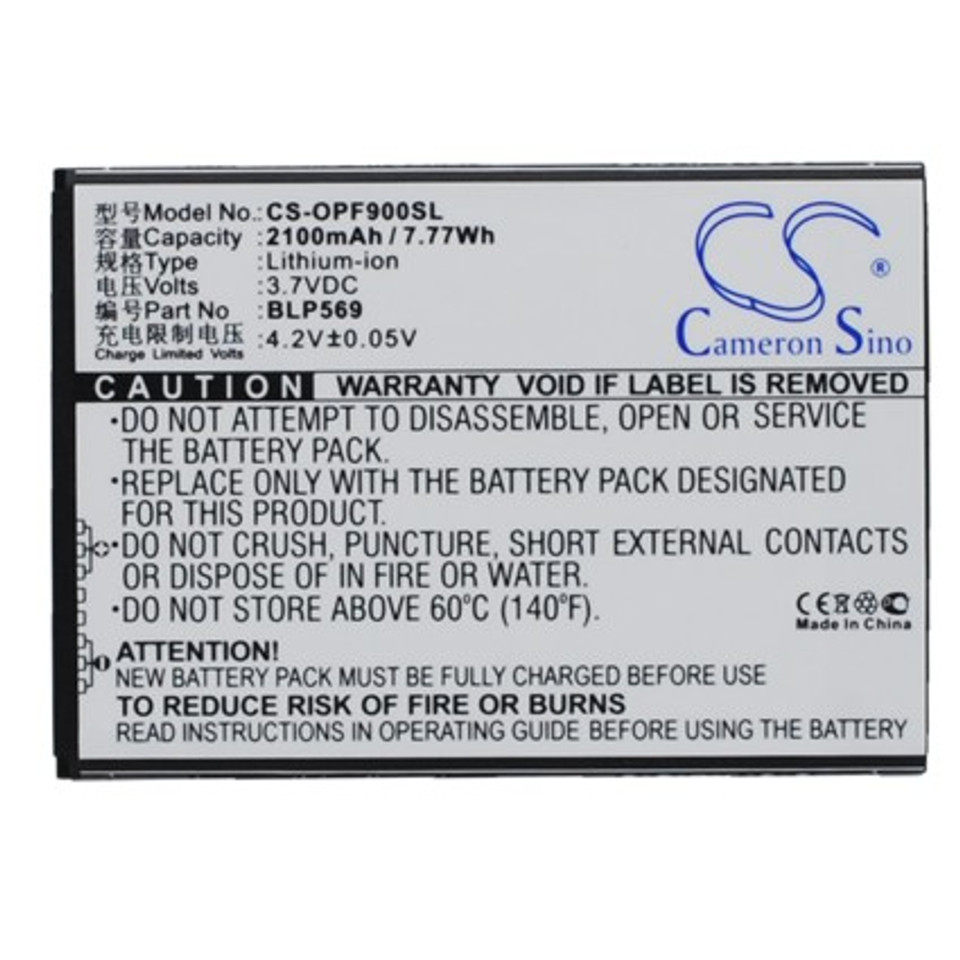 型号Model No.: CS-OPF900SL
容量Capacity : 2100mAh / 7.77Wh
规格Type : Lithium-ion
电压Volts : 3.7VDC
编号Part No : BLP569
充电限制电压 : 4.2V±0.05V
Charge Limited Volts
CS ®
Cameron Sino
CAUTION WARRANTY VOID IF LABEL IS REMOVED
·DO NOT ATTEMPT TO DISASSEMBLE, OPEN OR SERVICE
THE BATTERY PACK.
·REPLACE ONLY WITH THE BATTERY PACK DESIGNATED
FOR THIS PRODUCT.
·DO NOT CRUSH, PUNCTURE, SHORT EXTERNAL CONTACTS
OR DISPOSE OF IN FIRE OR WATER.
·DO NOT STORE ABOVE 60°C (140°F).
CE
Made In China
ATTENTION!
NEW BATTERY PACK MUST BE FULLY CHARGED BEFORE USE
TO REDUCE RISK OF FIRE OR BURNS
READ INSTRUCTIONS IN OPERATING GUIDE BEFORE USING THE BATTERY